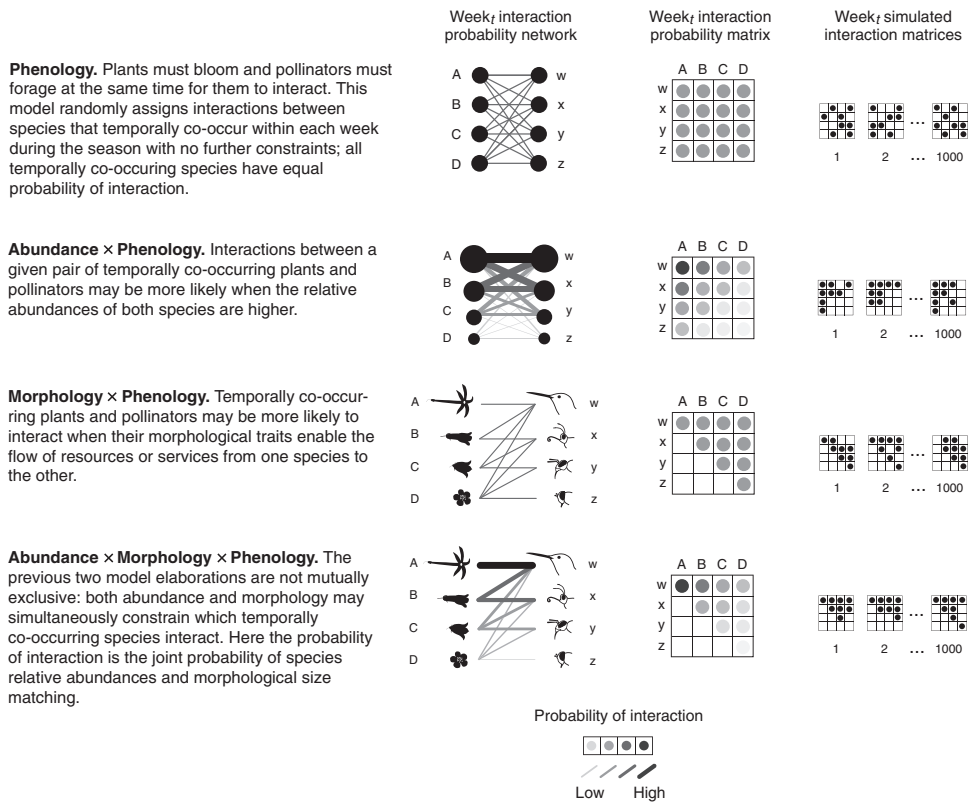 Week t interaction probability network
Week t interaction probability matrix
Week t simulated interaction matrices
Phenology. Plants must bloom and pollinators must
forage at the same time for them to interact. This
model randomly assigns interactions between
species that temporally co-occur within each week
during the season with no further constraints; all
temporally co-occuring species have equal
probability of interaction.
A w
B x
C y
D z
A B C D
w
x
y
z
1 2 ... 1000
Abundance × Phenology. Interactions between a
given pair of temporally co-occurring plants and
pollinators may be more likely when the relative
abundances of both species are higher.
A w
B x
C y
D z
A B C D
w
x
y
z
1 2 ... 1000
Morphology × Phenology. Temporally co-occur-
ring plants and pollinators may be more likely to
interact when their morphological traits enable the
flow of resources or services from one species to
the other.
A w
B x
C y
D z
A B C D
w
x
y
z
1 2 ... 1000
Abundance × Morphology × Phenology. The
previous two model elaborations are not mutually
exclusive: both abundance and morphology may
simultaneously constrain which temporally
co-occurring species interact. Here the probability
of interaction is the joint probability of species
relative abundances and morphological size
matching.
A w
B x
C y
D z
A B C D
w
x
y
z
1 2 ... 1000
Probability of interaction
Low High